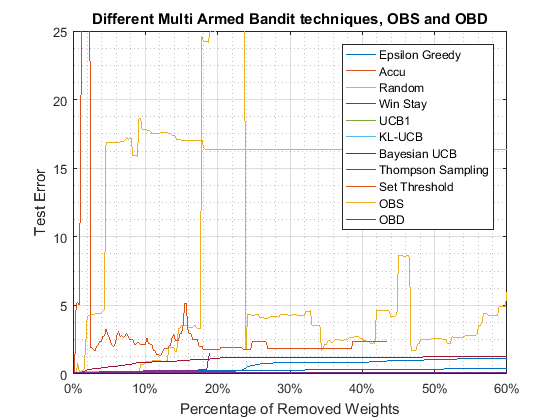 Different Multi Armed Bandit techniques, OBS and OBD
25
20
15
10
5
0
Test Error
Epsilon Greedy
Accu
Random
Win Stay
UCB1
KL-UCB
Bayesian UCB
Thompson Sampling
Set Threshold
OBS
OBD
0% 10% 20% 30% 40% 50% 60%
Percentage of Removed Weights